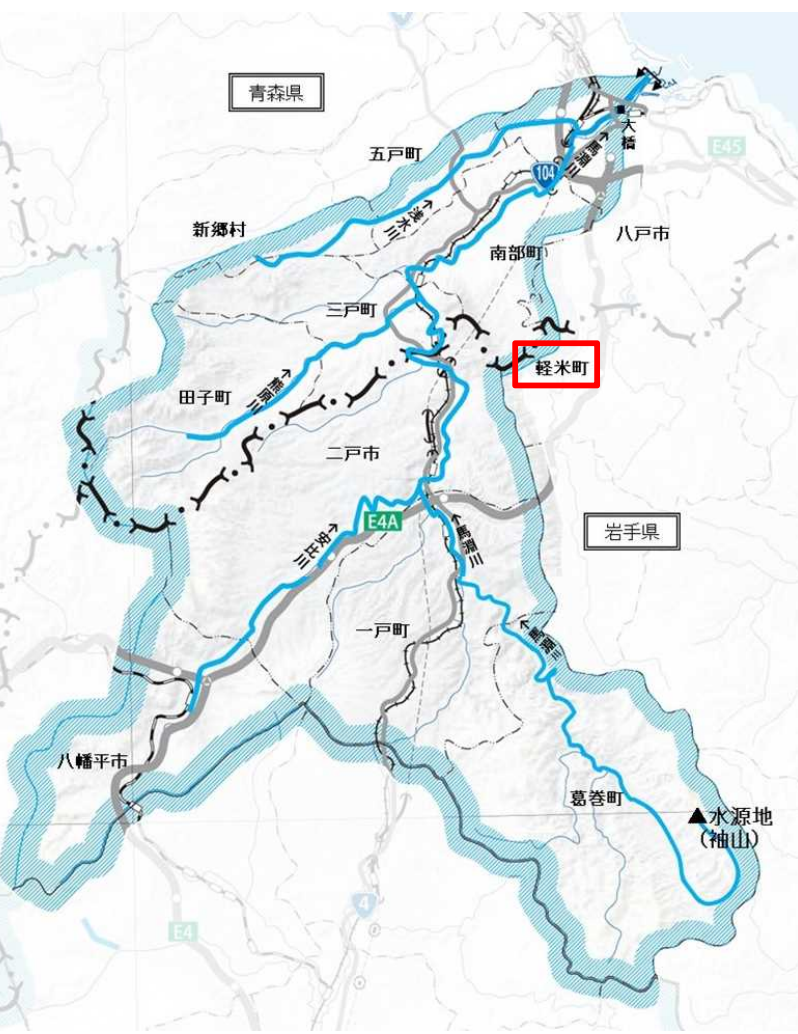 青森県
五戸町
大橋
E45
馬淵川
104
新郷村
浅水川
八戸市
南部町
三戸町
軽米町
熊原川
田子町
二戸市
E4A
岩手県
安比川
馬淵川
一戸町
馬淵川
八幡平市
葛巻町
▲水源地
(袖山)
4
E4